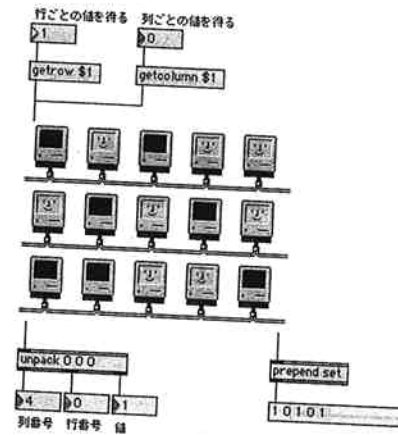 行ごとの値を得る 列ごとの値を得る
1 0
getrow $1 getcolumn $1
unpack 0 0 0
prepend set
4 0 1
1 0 1 0 1
列番号 行番号 値